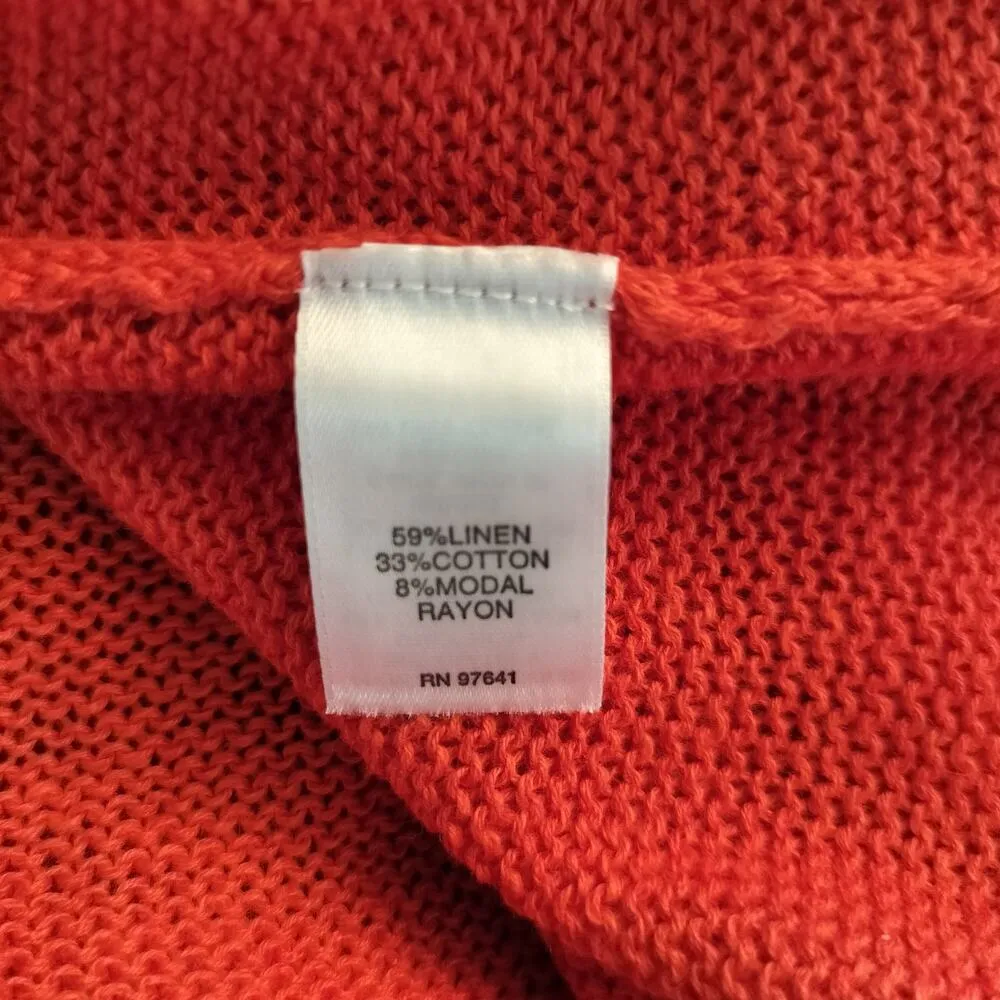 59%LINEN
33%COTTON
8%MODAL
RAYON
RN 97641